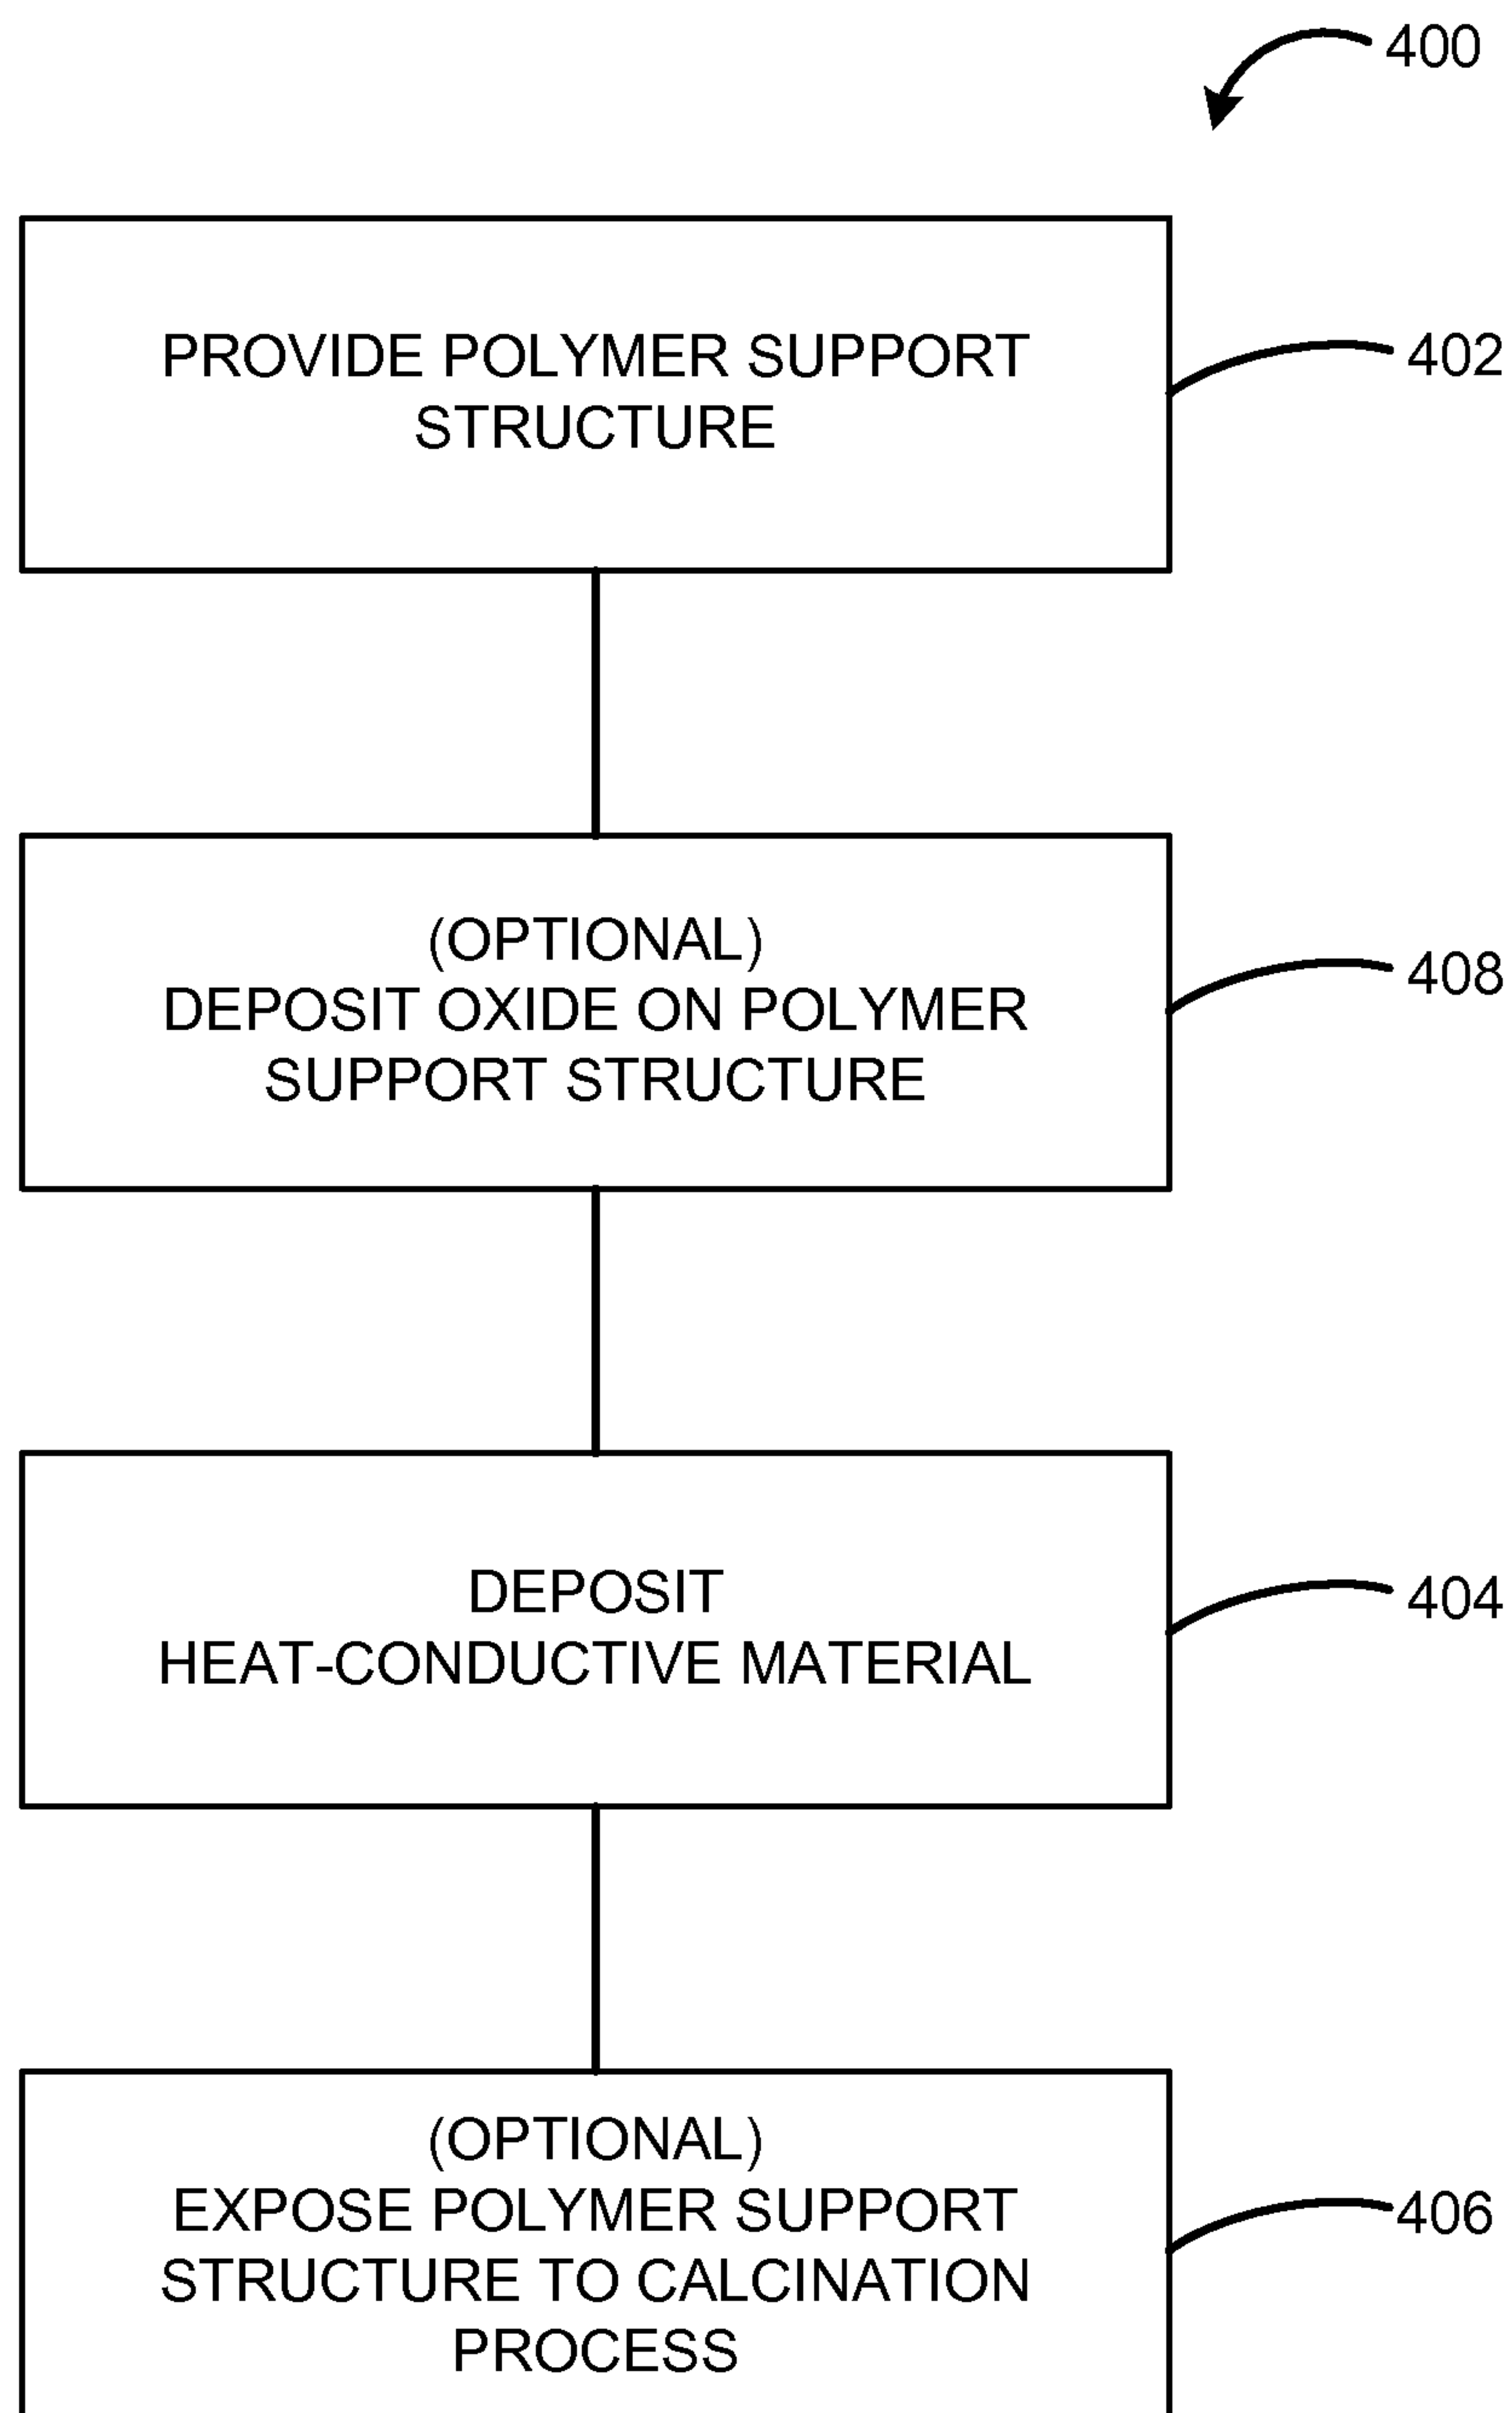 400
PROVIDE POLYMER SUPPORT
STRUCTURE
402
(OPTIONAL)
DEPOSIT OXIDE ON POLYMER
SUPPORT STRUCTURE
408
DEPOSIT
HEAT-CONDUCTIVE MATERIAL
404
(OPTIONAL)
EXPOSE POLYMER SUPPORT
STRUCTURE TO CALCINATION
PROCESS
406